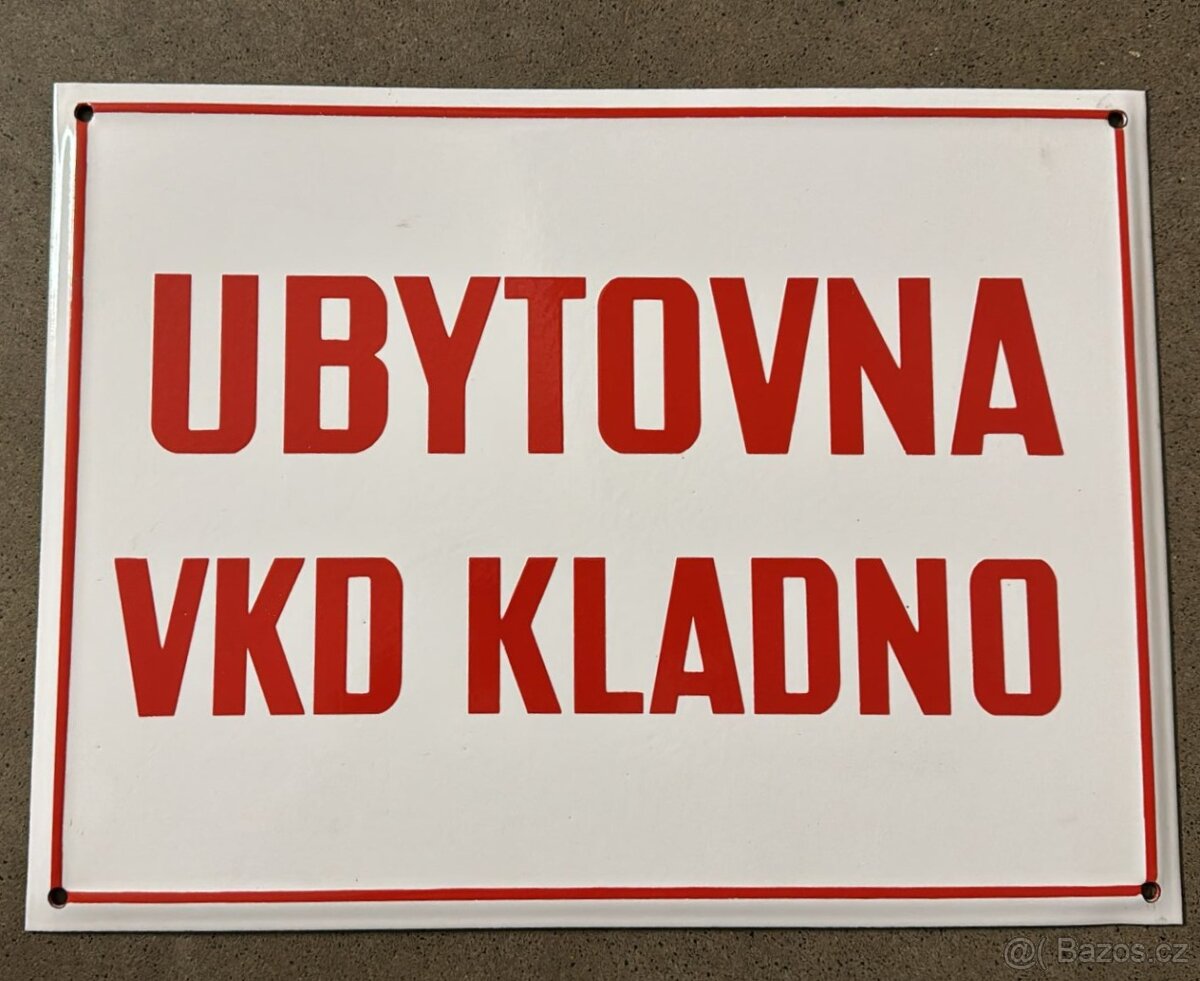 UBYTOVNA
VKD KLADNO
@( Bazos.cz